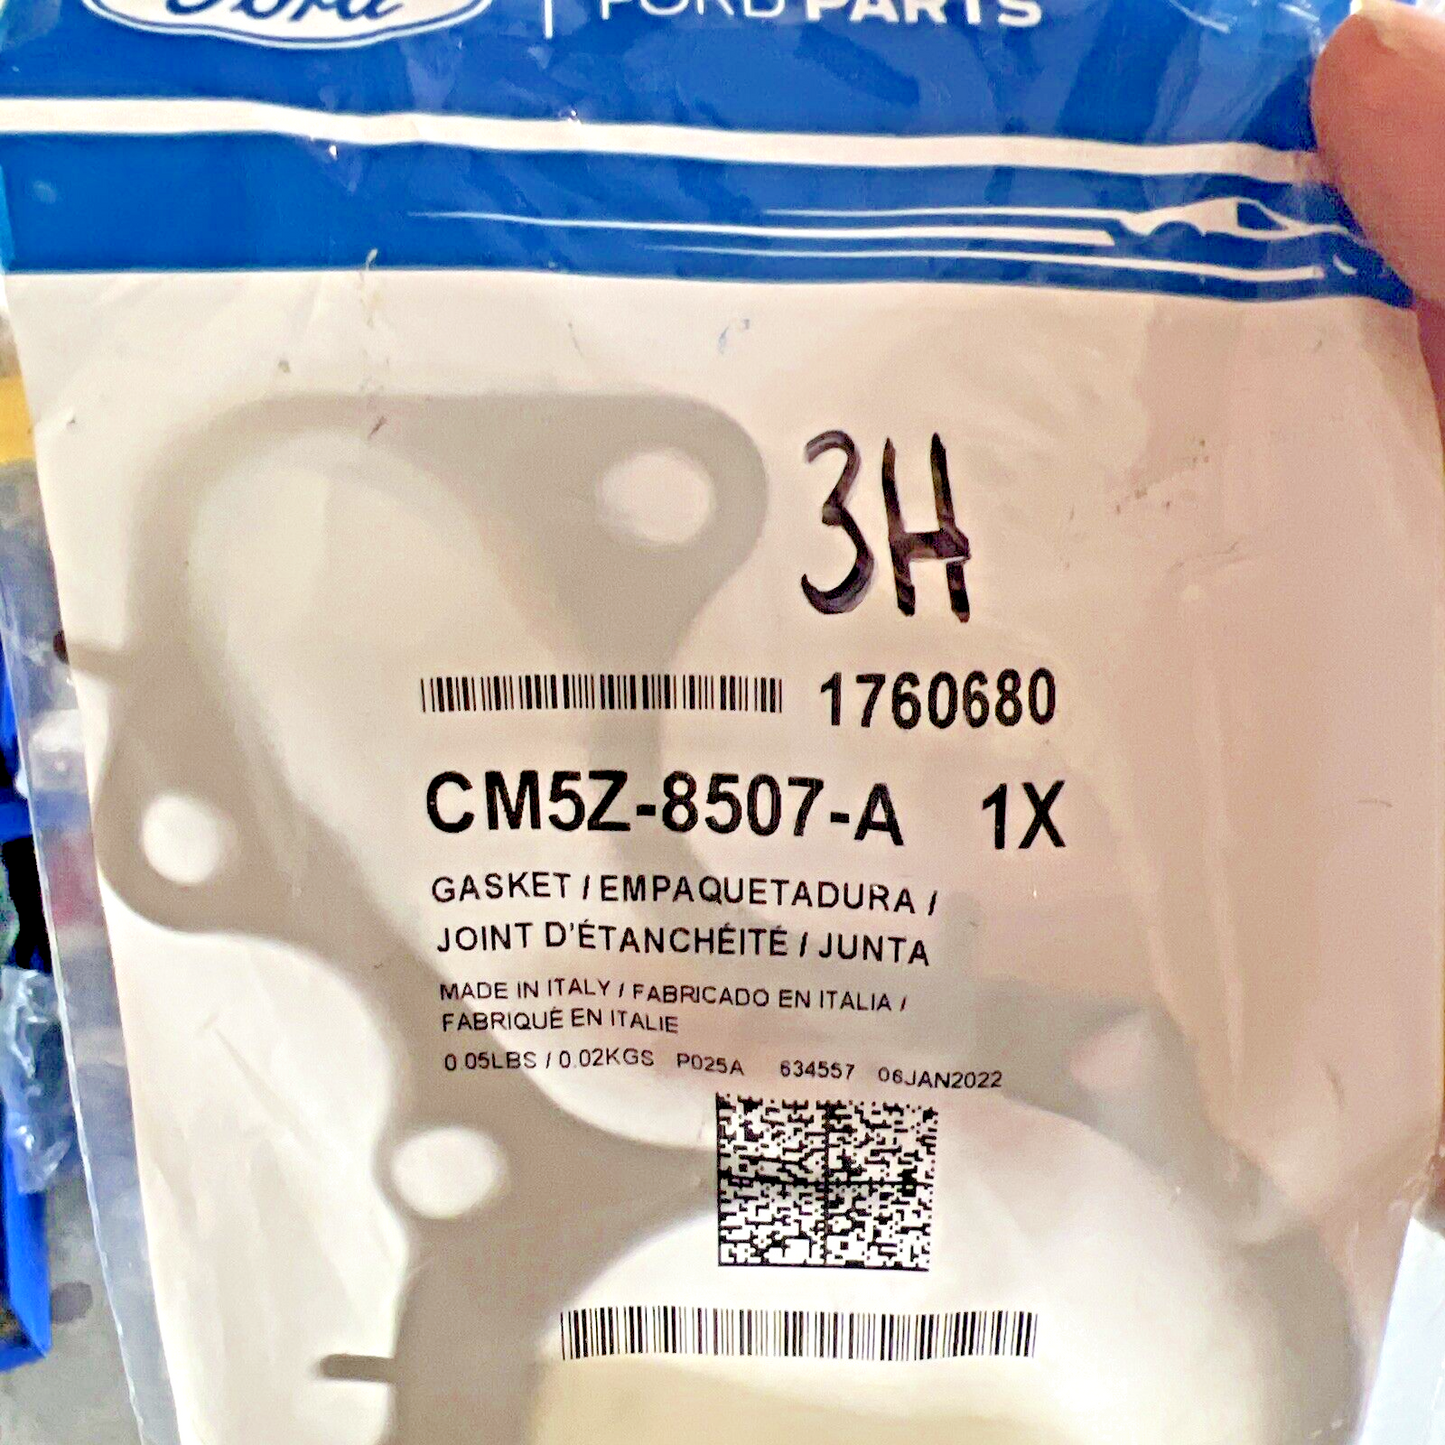 Ford FORD PARTS
3H
1760680
CM5Z-8507-A 1X
GASKET / EMPAQUETADURA /
JOINT D'ÉTANCHÉITÉ / JUNTA
MADE IN ITALY / FABRICADO EN ITALIA /
FABRIQUÉ EN ITALIE
0.05LBS / 0.02KGS P025A 634557 06JAN2022